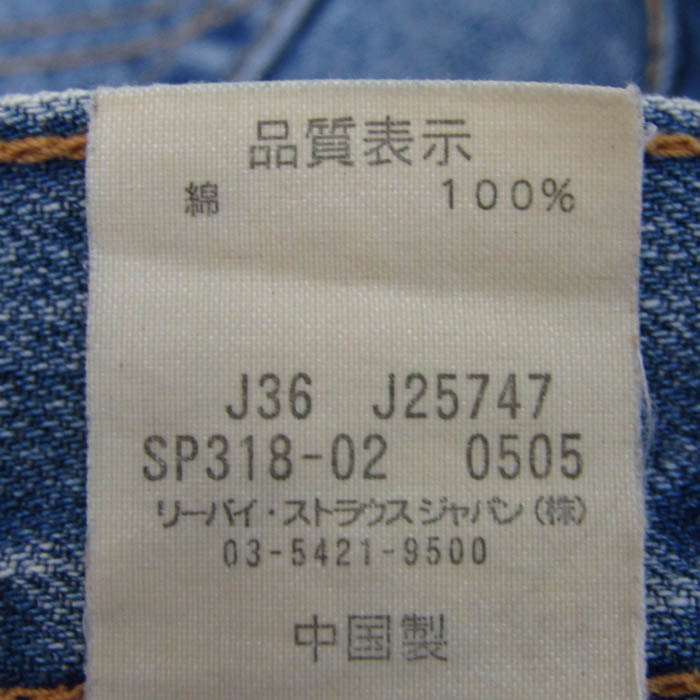 品質表示
綿 100%
J36 J25747
SP318-02 0505
リーバイ・ストラウスジャパン(株)
03-5421-9500
中国製